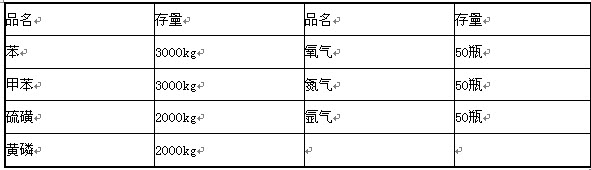 品名 存量 品名 存量
苯 3000kg 氧气 50瓶
甲苯 3000kg 氮气 50瓶
硫磺 2000kg 氩气 50瓶
黄磷 2000kg